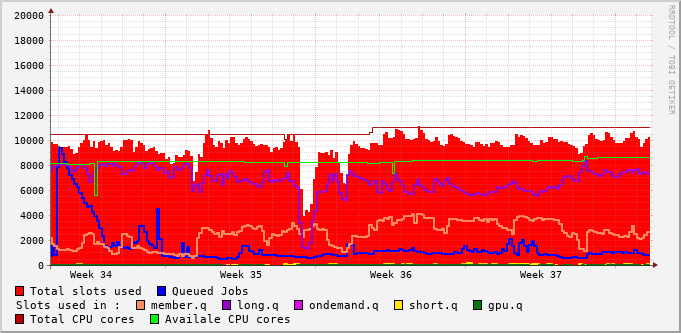 RRDTOOL / TOBI OETIKER
20000
18000
16000
14000
12000
10000
8000
6000
4000
2000
0
Week 34 Week 35 Week 36 Week 37
Total slots used Queued Jobs
Slots used in : member.q long.q ondemand.q short.q gpu.q
Total CPU cores Availale CPU cores